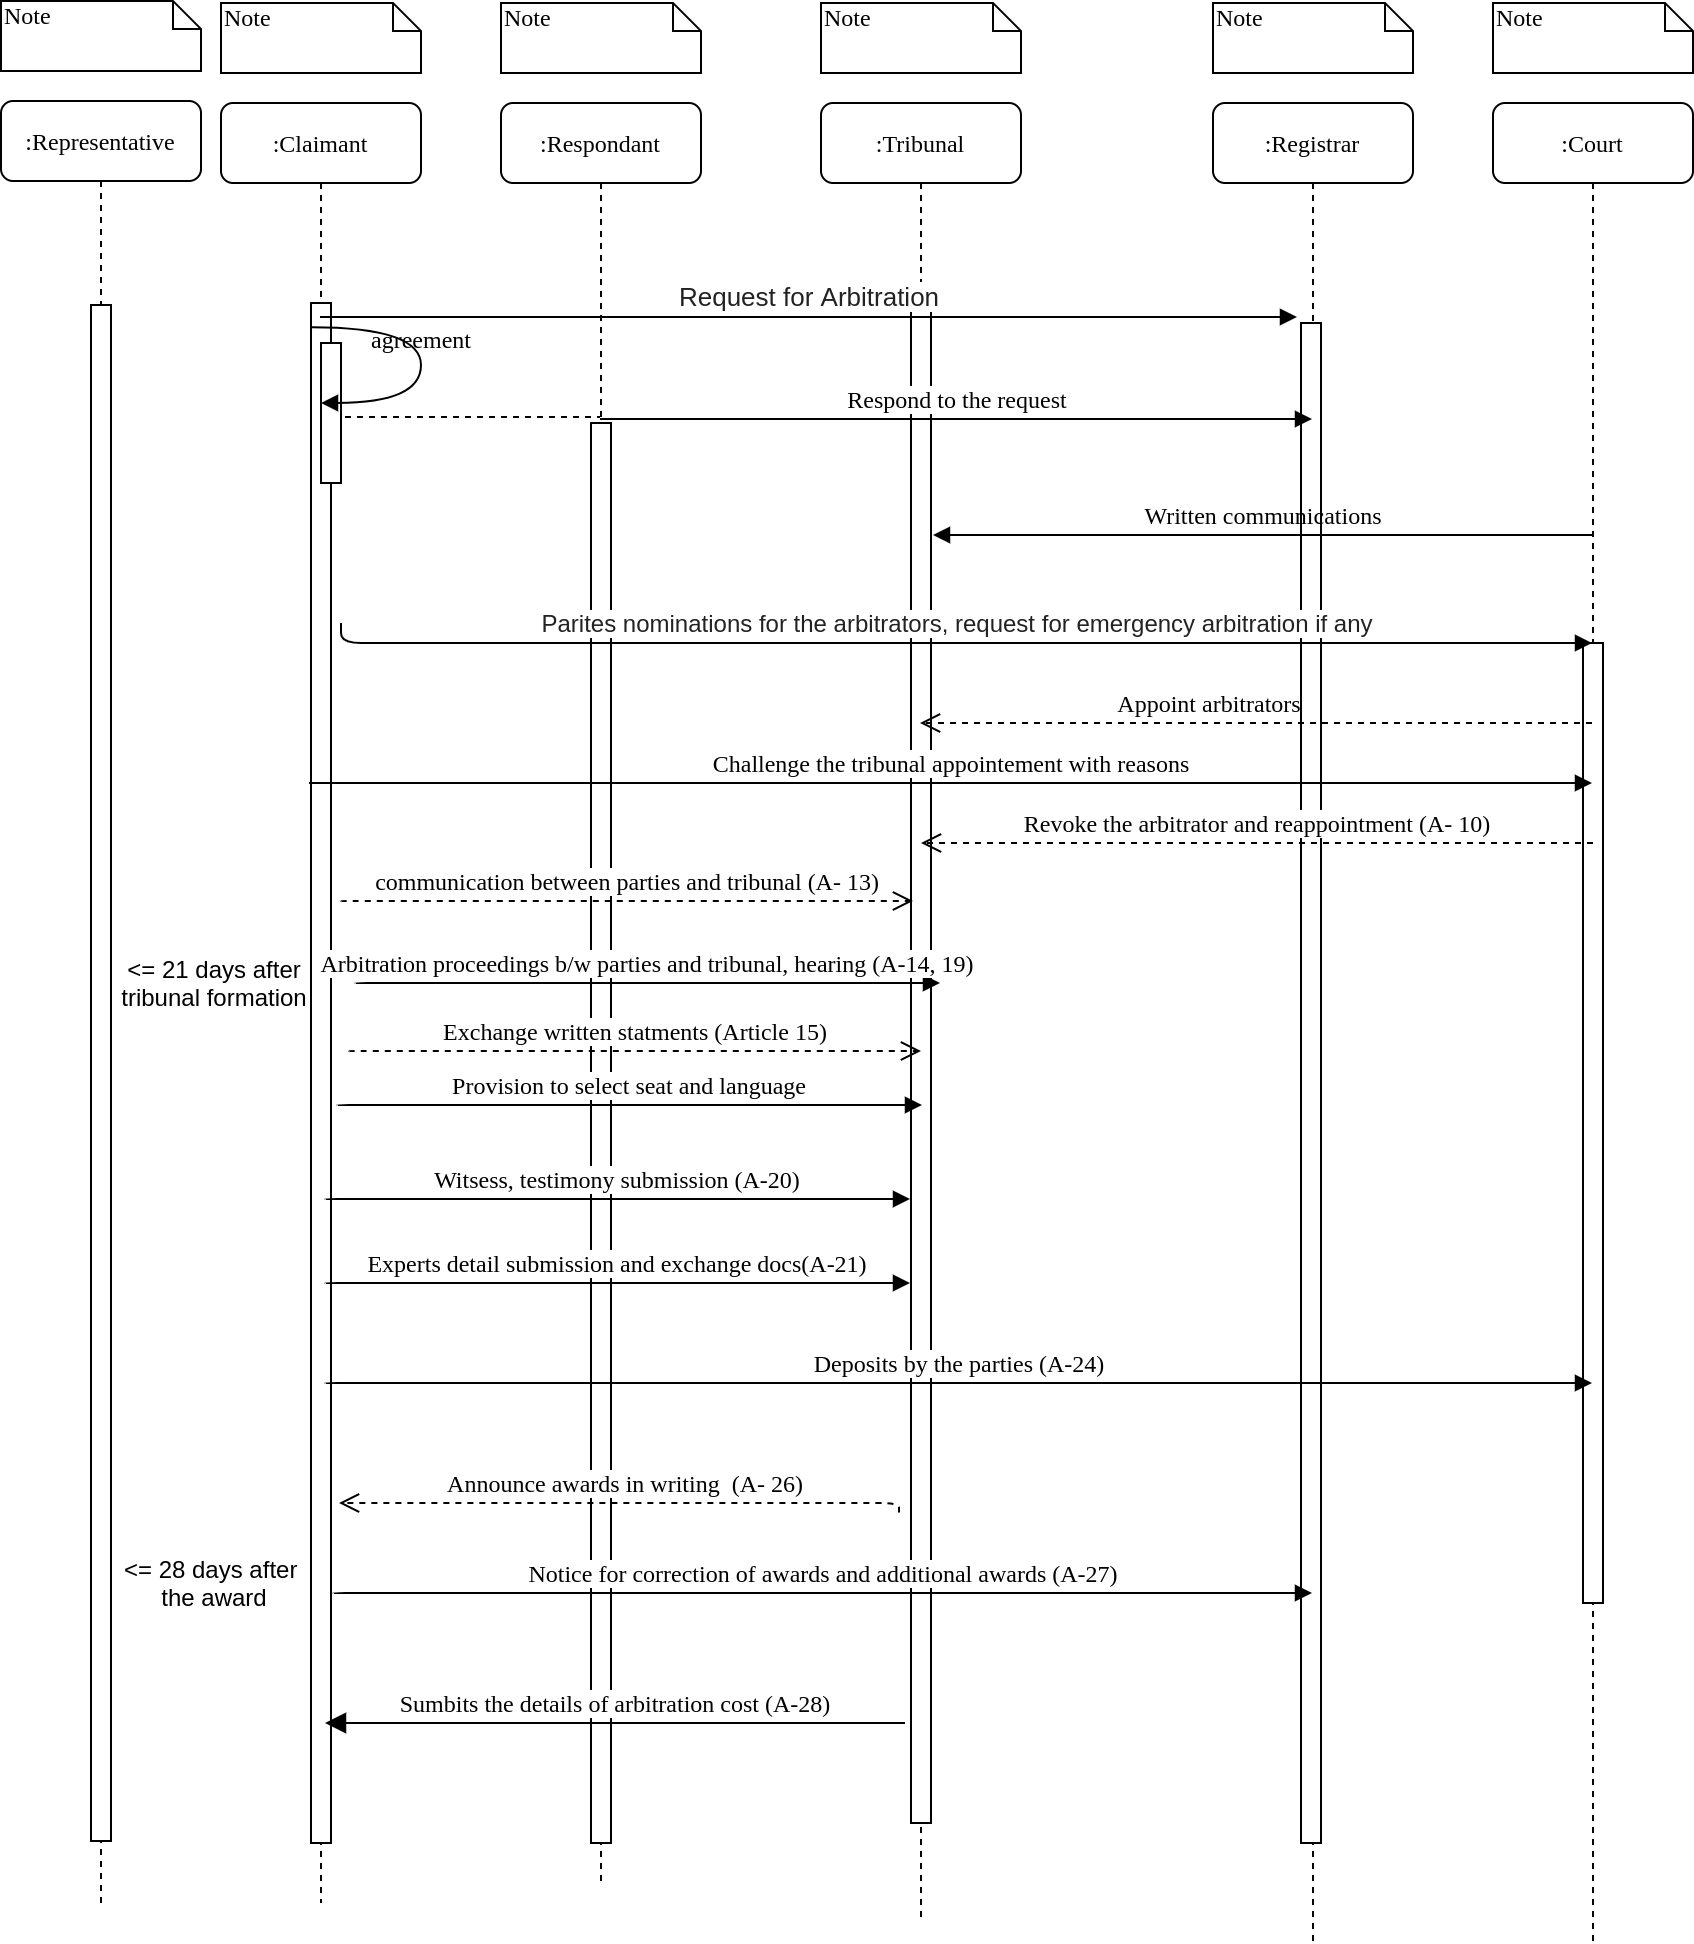 Note
Note
Note
Note
Note
Note
:Representative
:Claimant
:Respondant
:Tribunal
:Registrar
:Court
Request for Arbitration
agreement
Respond to the request
Written communications
Parites nominations for the arbitrators, request for emergency arbitration if any
Appoint arbitrators
Challenge the tribunal appointement with reasons
Revoke the arbitrator and reappointment (A- 10)
communication between parties and tribunal (A- 13)
<= 21 days after
tribunal formation
Arbitration proceedings b/w parties and tribunal, hearing (A-14, 19)
Exchange written statments (Article 15)
Provision to select seat and language
Witsess, testimony submission (A-20)
Experts detail submission and exchange docs(A-21)
Deposits by the parties (A-24)
Announce awards in writing  (A- 26)
<= 28 days after
the award
Notice for correction of awards and additional awards (A-27)
Sumbits the details of arbitration cost (A-28)